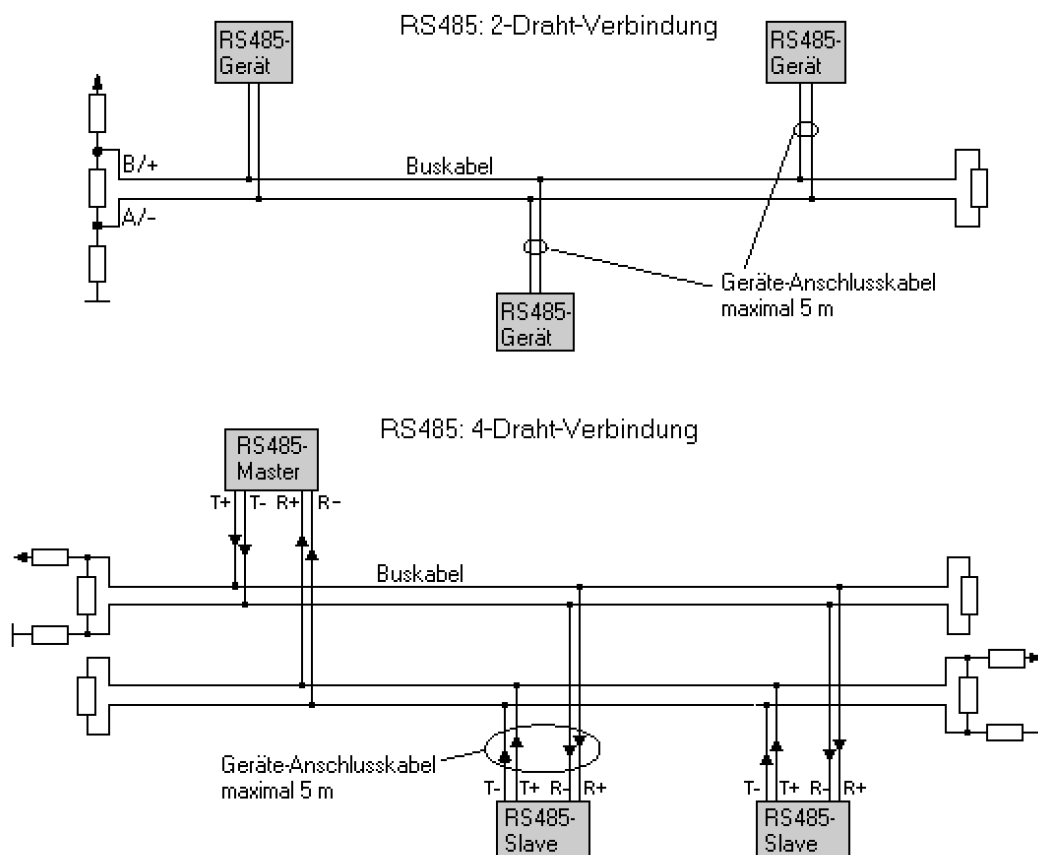 RS485: 2-Draht-Verbindung
RS485-
Gerät
RS485-
Gerät
B/+
Buskabel
A/-
Geräte-Anschlusskabel
maximal 5 m
RS485-
Gerät
RS485: 4-Draht-Verbindung
RS485-
Master
T+ T- R+ R-
Buskabel
Geräte-Anschlusskabel
maximal 5 m
T- T+ R- R+
T- T+ R- R+
RS485-
Slave
RS485-
Slave